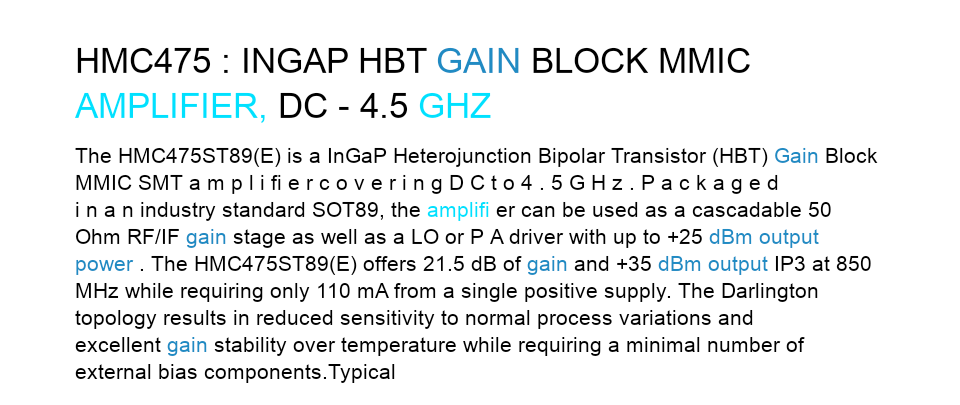 HMC475 : INGAP HBT GAIN BLOCK MMIC
AMPLIFIER, DC - 4.5 GHZ
The HMC475ST89(E) is a InGaP Heterojunction Bipolar Transistor (HBT) Gain Block
MMIC SMT a m p l i fi e r c o v e r i n g D C t o 4 . 5 G H z . P a c k a g e d
i n a n industry standard SOT89, the amplifi er can be used as a cascadable 50
Ohm RF/IF gain stage as well as a LO or P A driver with up to +25 dBm output
power . The HMC475ST89(E) offers 21.5 dB of gain and +35 dBm output IP3 at 850
MHz while requiring only 110 mA from a single positive supply. The Darlington
topology results in reduced sensitivity to normal process variations and
excellent gain stability over temperature while requiring a minimal number of
external bias components.Typical